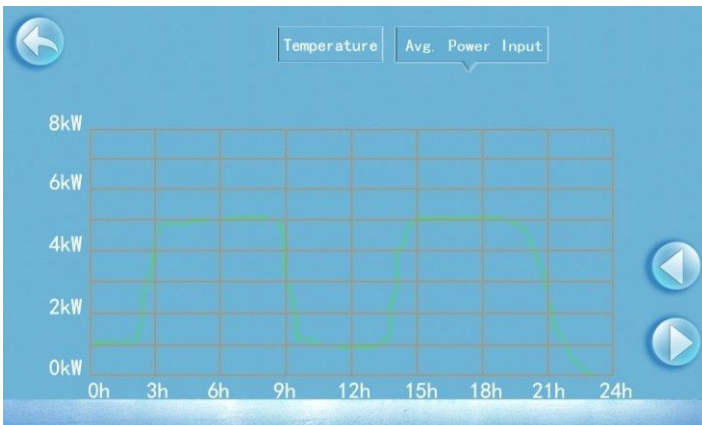 Temperature
Avg. Power Input
8kW
6kW
4kW
2kW
0kW
0h 3h 6h 9h 12h 15h 18h 21h 24h